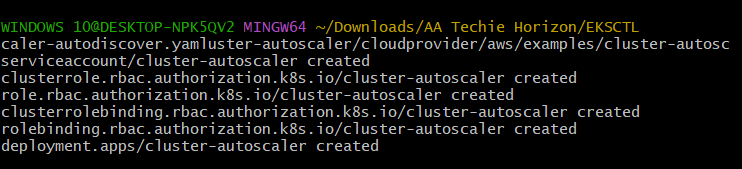 WINDOWS 10@DESKTOP-NPK5QV2 MINGW64 ~/Downloads/AA Techie Horizon/EKSCTL
caler-autodiscover.yamluster-autoscaler/cloudprovider/aws/examples/cluster-autosc
serviceaccount/cluster-autoscaler created
clusterrole.rbac.authorization.k8s.io/cluster-autoscaler created
role.rbac.authorization.k8s.io/cluster-autoscaler created
clusterrolebinding.rbac.authorization.k8s.io/cluster-autoscaler created
rolebinding.rbac.authorization.k8s.io/cluster-autoscaler created
deployment.apps/cluster-autoscaler created